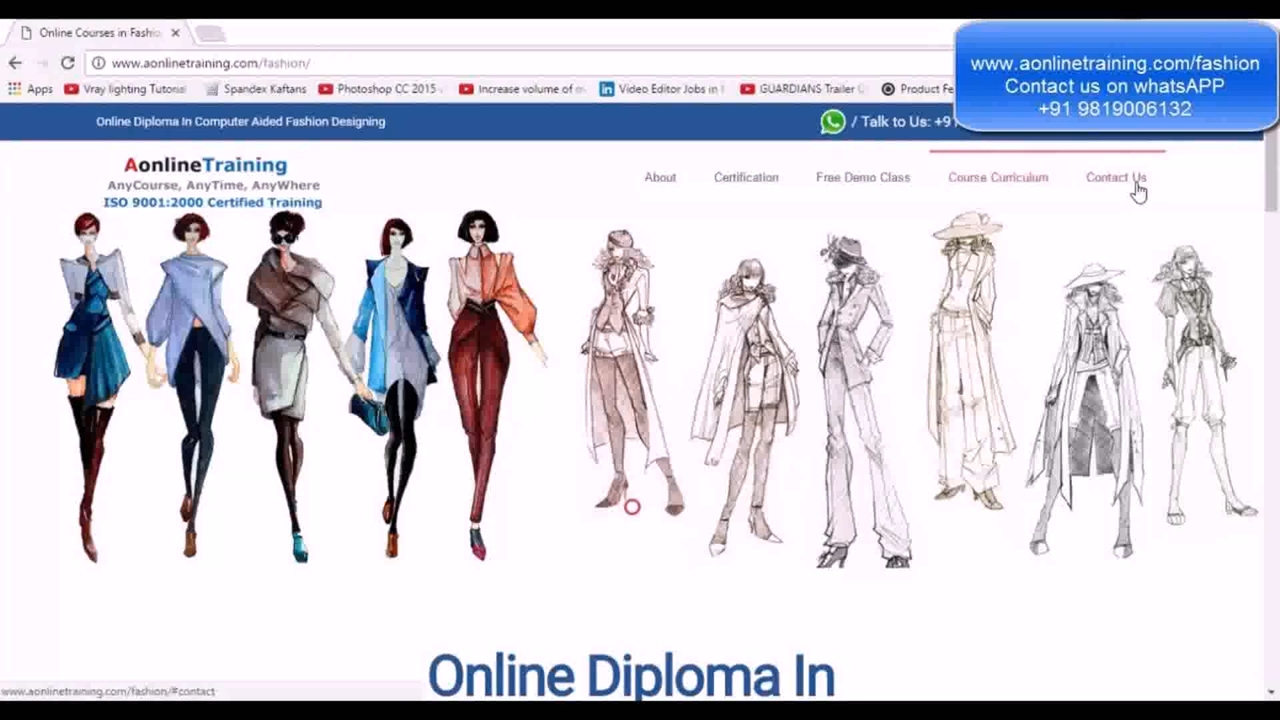 Online Courses in Fashio
www.aonlinetraining.com/fashion/
Apps
Vray lighting Tutorial
Spandex Kaftans
Photoshop CC 2015
Increase volume of
Video Editor Jobs in
GUARDIANS Trailer
Product Fe
www.aonlinetraining.com/fashion
Contact us on whatsAPP
+91 9819006132
Online Diploma In Computer Aided Fashion Designing
/ Talk to Us: +91
AonlineTraining
AnyCourse, AnyTime, AnyWhere
ISO 9001:2000 Certified Training
About
Certification
Free Demo Class
Course Curriculum
Contact Us
Online Diploma In
www.aonlinetraining.com/fashion/#contact